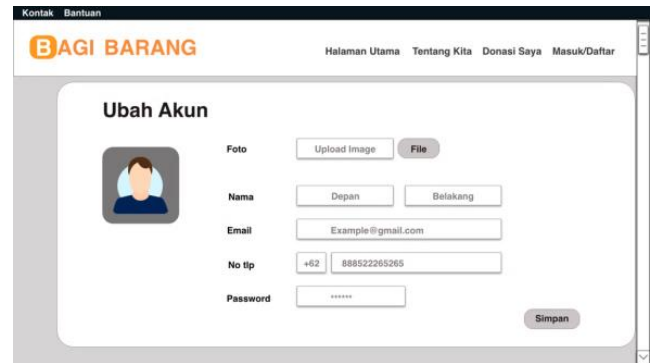 Kontak Bantuan
BAGI BARANG
Halaman Utama Tentang Kita Donasi Saya Masuk/Daftar
Ubah Akun
Foto Upload Image File
Nama Depan Belakang
Email Example@gmail.com
No tlp +62 888522265265
Password ******
Simpan